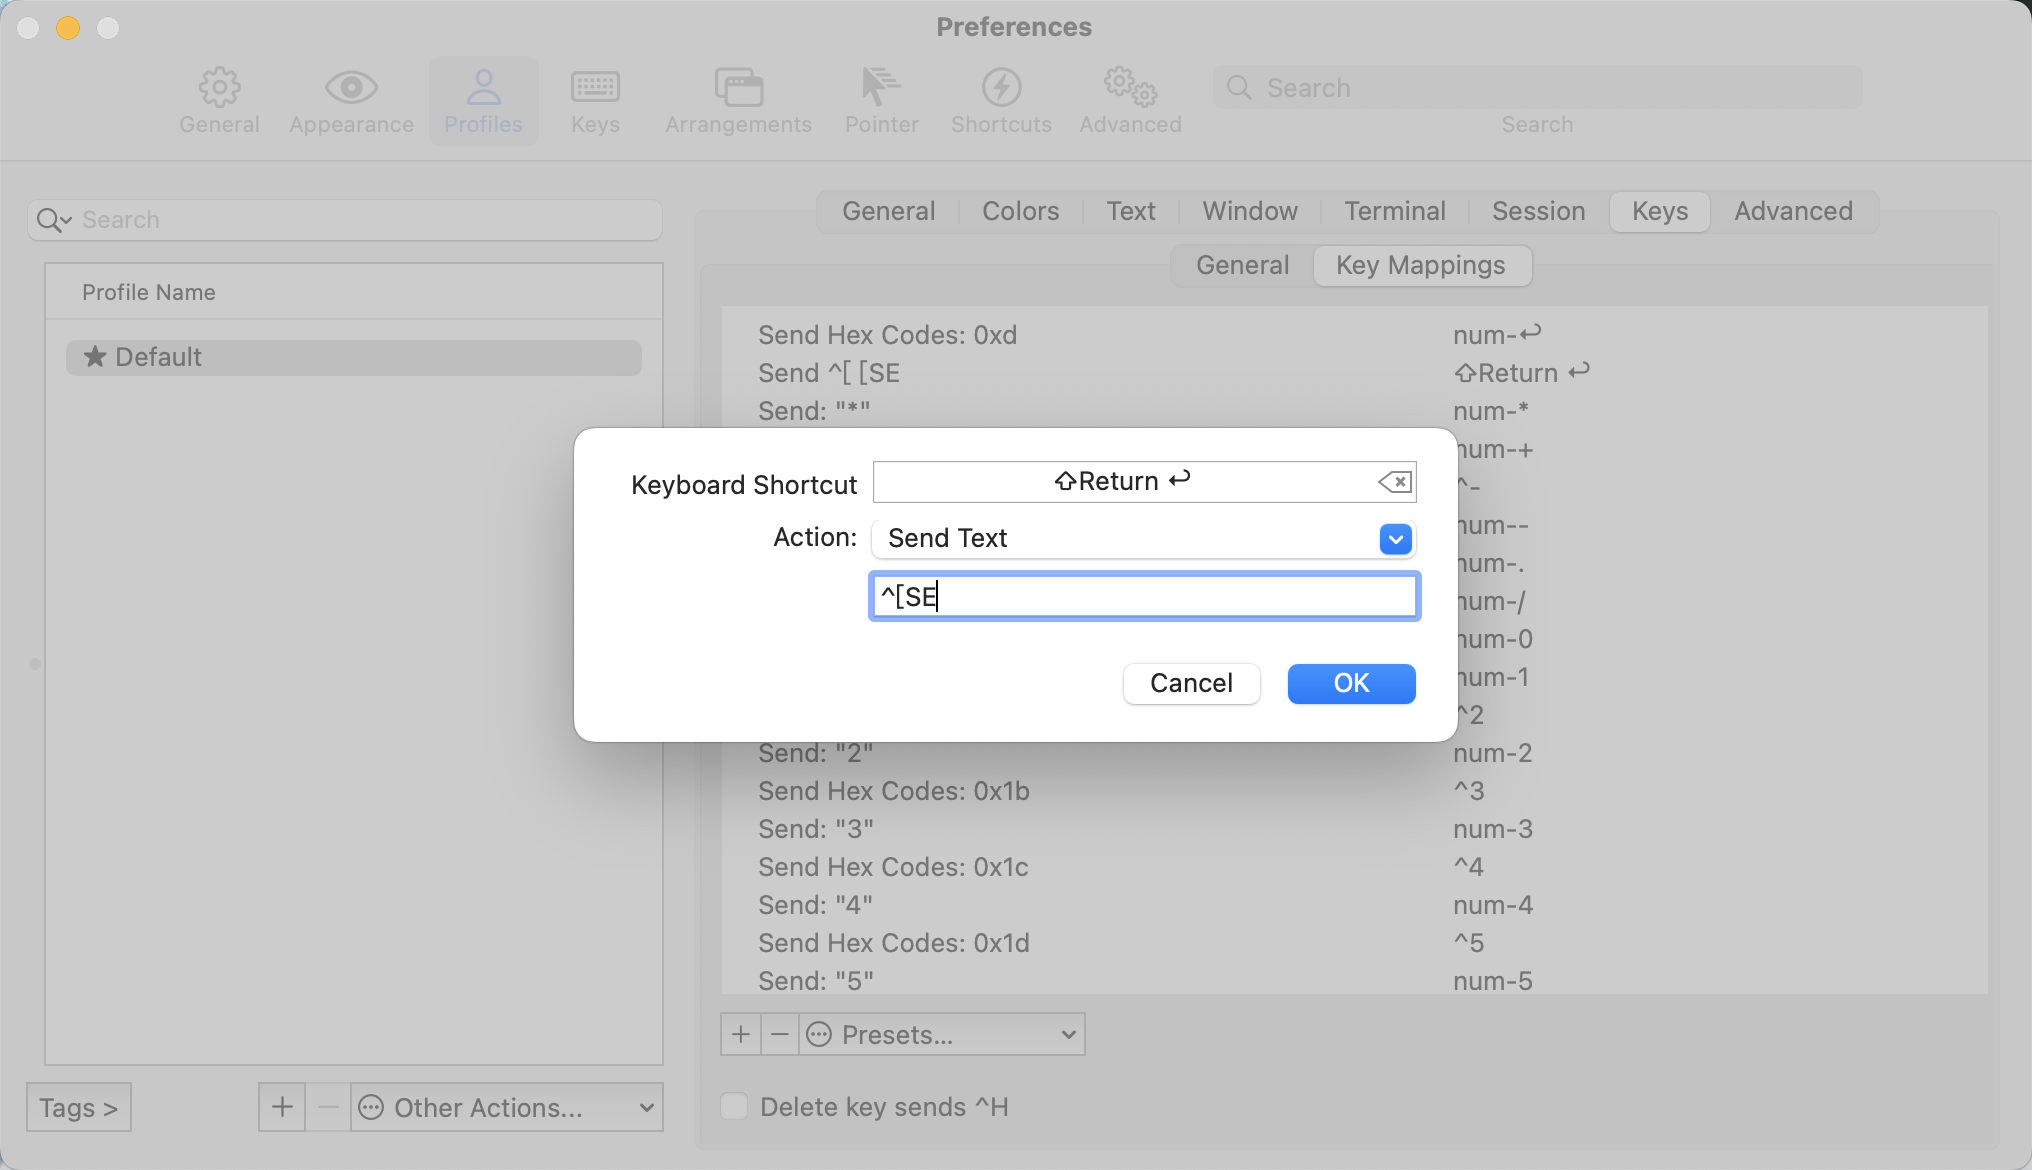 Preferences
General Appearance Profiles Keys Arrangements Pointer Shortcuts Advanced Search
Search
Search
General Colors Text Window Terminal Session Keys Advanced
General Key Mappings
Profile Name
★ Default
Send Hex Codes: 0xd num-↩
Send ^[ [SE ⇧Return ↩
Send: "*" num-*
num-+
^-
num--
num-.
num-/
num-0
num-1
^2
Keyboard Shortcut ⇧Return ↩
Action: Send Text
^[SE
Cancel OK
Send: "2" num-2
Send Hex Codes: 0x1b ^3
Send: "3" num-3
Send Hex Codes: 0x1c ^4
Send: "4" num-4
Send Hex Codes: 0x1d ^5
Send: "5" num-5
+ − Presets...
Tags > + − Other Actions...
Delete key sends ^H